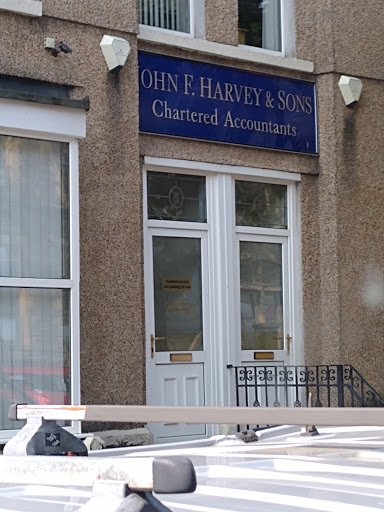 OHN F. HARVEY & SONS
Chartered Accountants